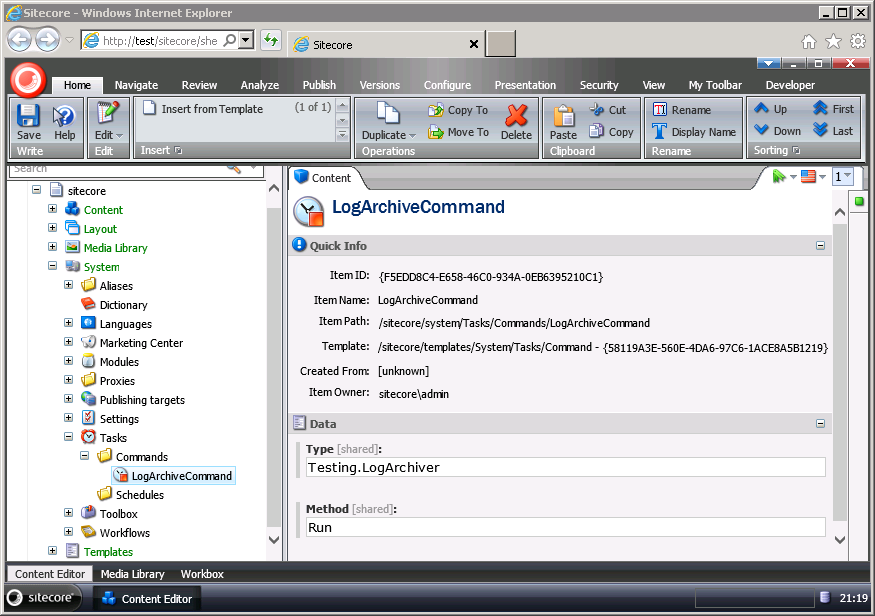 Sitecore - Windows Internet Explorer
http://test/sitecore/she
Sitecore
Home Navigate Review Analyze Publish Versions Configure Presentation Security View My Toolbar Developer
Save Help Edit Insert from Template (1 of 1) Duplicate Copy To Move To Delete Paste Cut Copy Rename Display Name Up Down First Last
Write Edit Insert Operations Clipboard Rename Sorting
Search
sitecore
Content
Layout
Media Library
System
Aliases
Dictionary
Languages
Marketing Center
Modules
Proxies
Publishing targets
Settings
Tasks
Commands
LogArchiveCommand
Schedules
Toolbox
Workflows
Templates
Content
1
LogArchiveCommand
Quick Info
Item ID: {F5EDD8C4-E658-46C0-934A-0EB6395210C1}
Item Name: LogArchiveCommand
Item Path: /sitecore/system/Tasks/Commands/LogArchiveCommand
Template: /sitecore/templates/System/Tasks/Command - {58119A3E-560E-4DA6-97C6-1ACE8A5B1219}
Created From: [unknown]
Item Owner: sitecore\admin
Data
Type [shared]:
Testing.LogArchiver
Method [shared]:
Run
Content Editor Media Library Workbox
sitecore Content Editor 21:19